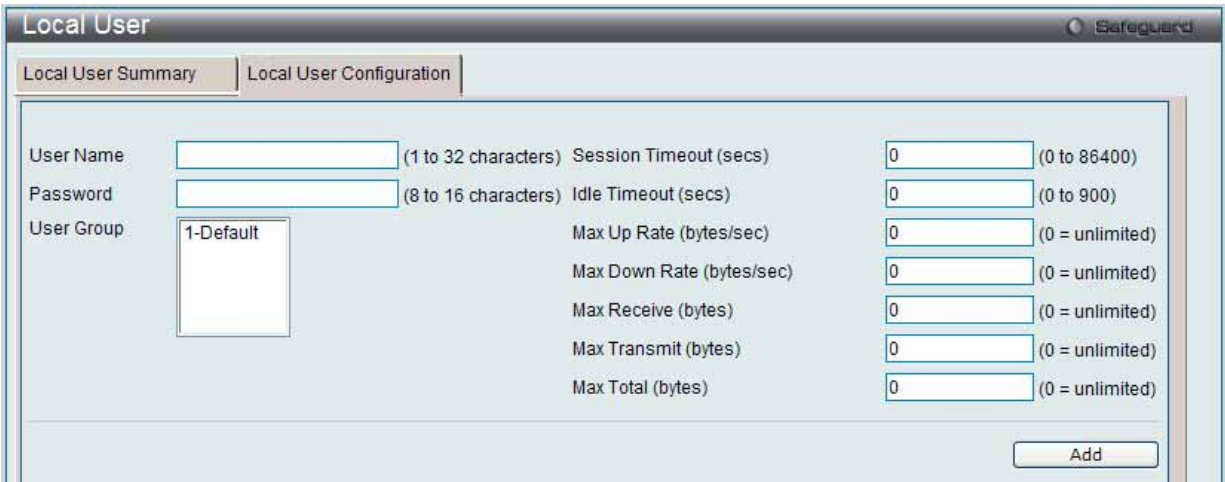 Local User
Safeguard
Local User Summary
Local User Configuration
User Name (1 to 32 characters) Session Timeout (secs) 0 (0 to 86400)
Password (8 to 16 characters) Idle Timeout (secs) 0 (0 to 900)
User Group 1-Default Max Up Rate (bytes/sec) 0 (0 = unlimited)
Max Down Rate (bytes/sec) 0 (0 = unlimited)
Max Receive (bytes) 0 (0 = unlimited)
Max Transmit (bytes) 0 (0 = unlimited)
Max Total (bytes) 0 (0 = unlimited)
Add